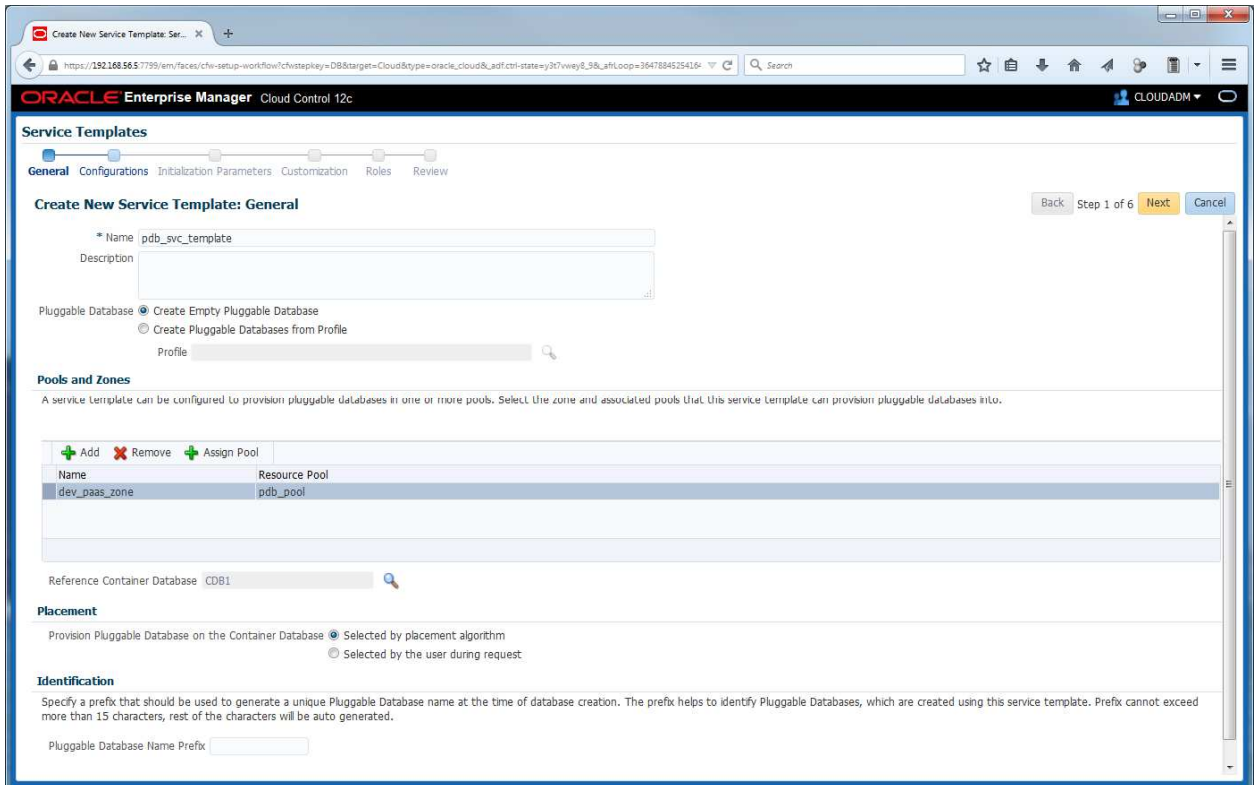 Create New Service Template: Ser...
https://192.168.56.5:7799/em/faces/cfw-setup-workflow?cfwstepkey=DB&target=Cloud&type=oracle_cloud&_adf.ctrl-state=y3t7vwey8_9&_afrLoop=3647884525416
Search
ORACLE Enterprise Manager Cloud Control 12c
CLOUDADM
Service Templates
General Configurations Initialization Parameters Customization Roles Review
Create New Service Template: General
Back Step 1 of 6 Next Cancel
* Name pdb_svc_template
Description
Pluggable Database Create Empty Pluggable Database
Create Pluggable Databases from Profile
Profile
Pools and Zones
A service template can be configured to provision pluggable databases in one or more pools. Select the zone and associated pools that this service template can provision pluggable databases into.
Add Remove Assign Pool
Name Resource Pool
dev_paas_zone pdb_pool
Reference Container Database CDB1
Placement
Provision Pluggable Database on the Container Database Selected by placement algorithm
Selected by the user during request
Identification
Specify a prefix that should be used to generate a unique Pluggable Database name at the time of database creation. The prefix helps to identify Pluggable Databases, which are created using this service template. Prefix cannot exceed
more than 15 characters, rest of the characters will be auto generated.
Pluggable Database Name Prefix